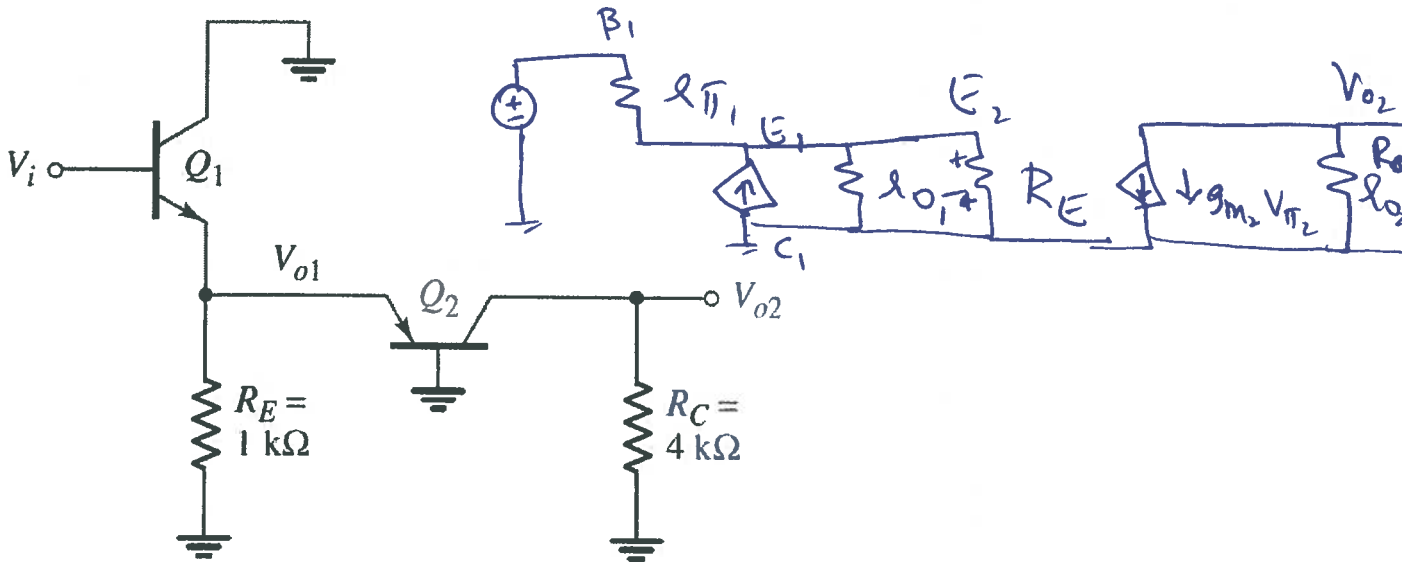 Vi
Q1
Vo1
Q2
Vo2
RE =
1 kΩ
RC =
4 kΩ
B1
rπ1
E1
E2
ro1
RE
C1
gm2 Vπ2
Vo2
ro2